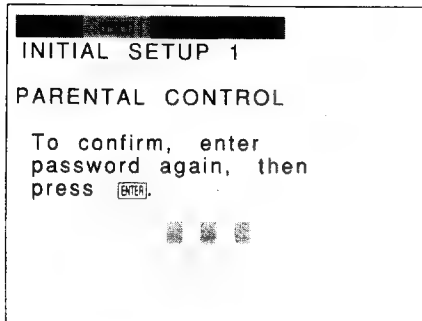 INITIAL SETUP 1
PARENTAL CONTROL
To confirm, enter
password again, then
press ENTER.